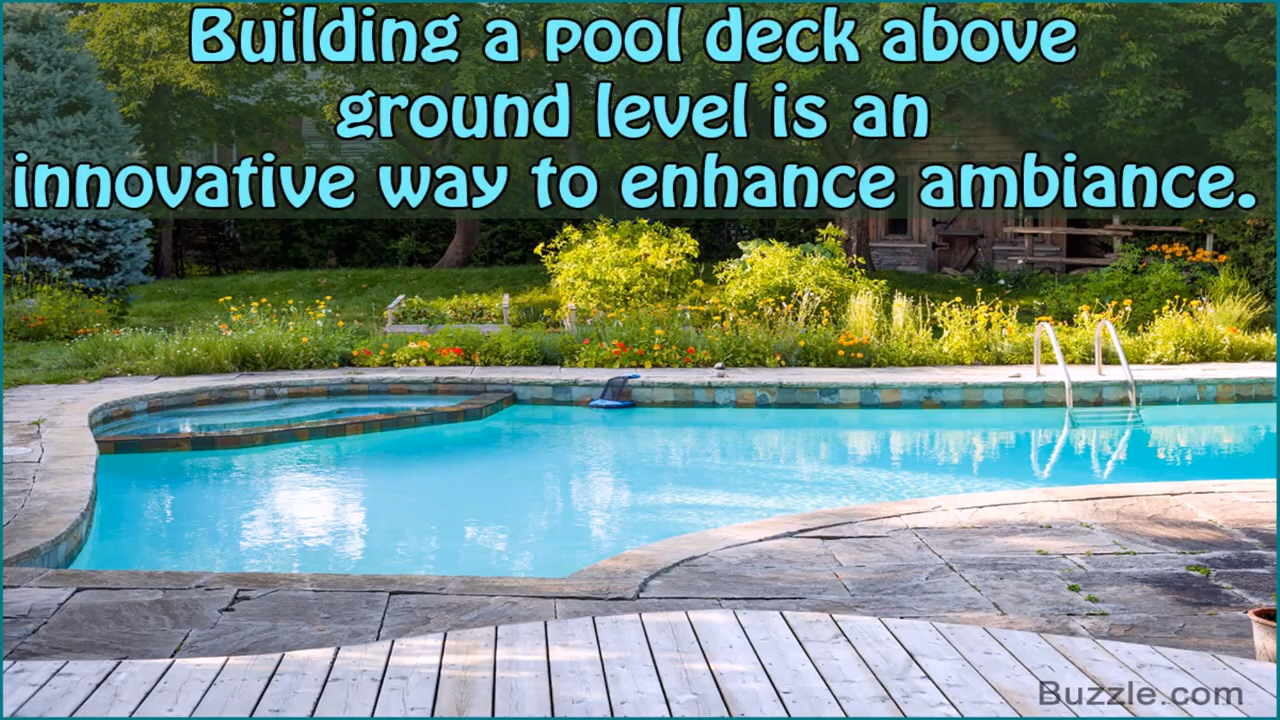 Building a pool deck above
ground level is an
innovative way to enhance ambiance.
Buzzle.com